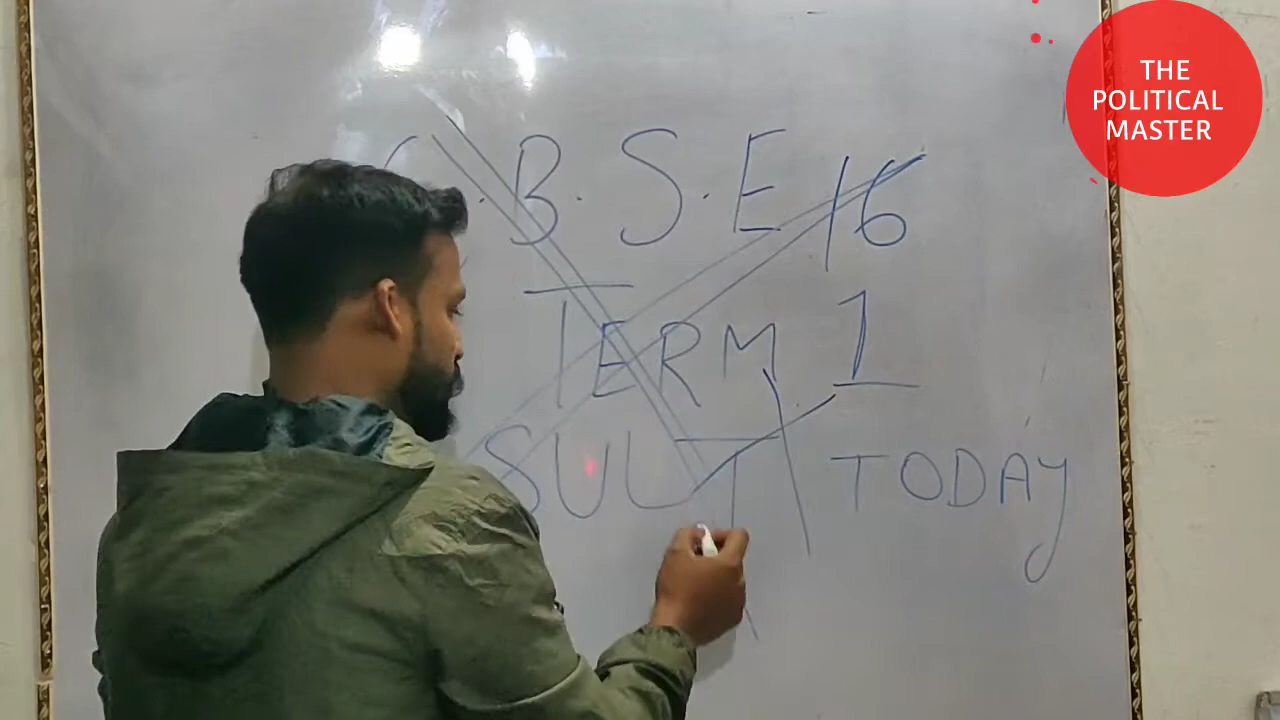 THE
POLITICAL
MASTER
C.B.S.E 16
TERM 1
SULT TODAY